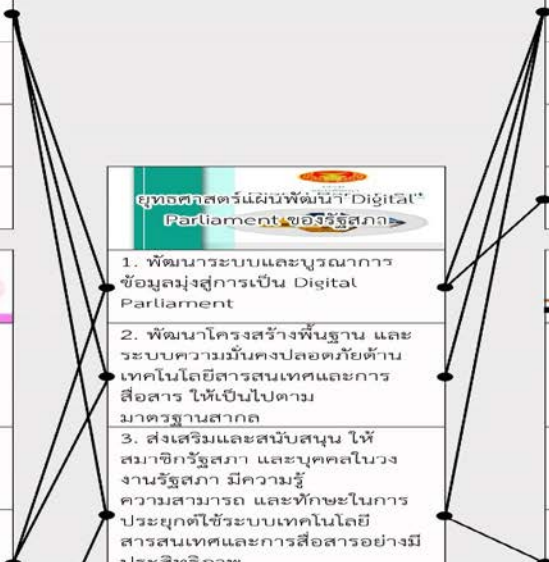 ยุทธศาสตร์แผนพัฒนา Digital
Parliament ของรัฐสภา
1. พัฒนาระบบและบูรณาการ
ข้อมูลมุ่งสู่การเป็น Digital
Parliament
2. พัฒนาโครงสร้างพื้นฐาน และ
ระบบความมั่นคงปลอดภัยด้าน
เทคโนโลยีสารสนเทศและการ
สื่อสาร ให้เป็นไปตาม
มาตรฐานสากล
3. ส่งเสริมและสนับสนุน ให้
สมาชิกรัฐสภา และบุคคลในวง
งานรัฐสภา มีความรู้
ความสามารถ และทักษะในการ
ประยุกต์ใช้ระบบเทคโนโลยี
สารสนเทศและการสื่อสารอย่างมี
ประสิทธิภาพ